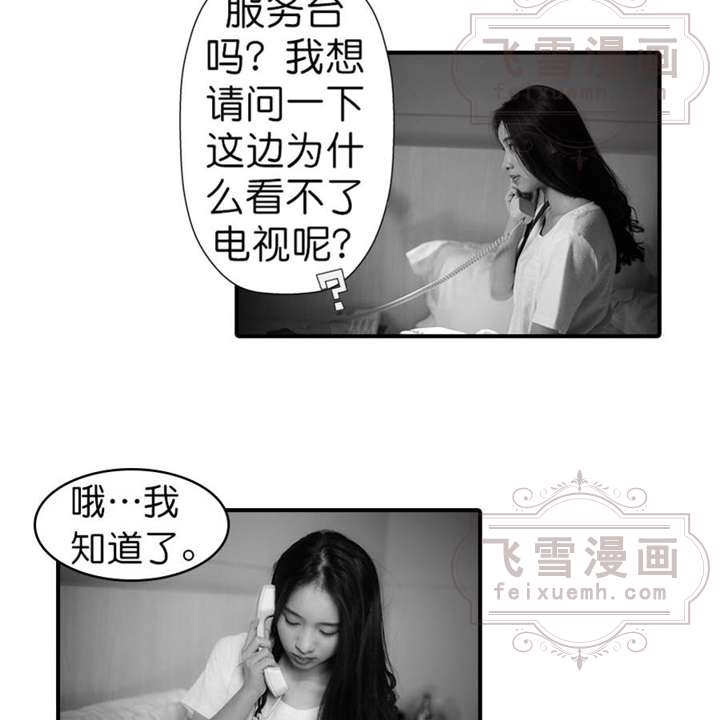 服务台
吗？我想
请问一下
这边为什
么看不了
电视呢？
?
飞雪漫画
feixuemh.com
哦…我
知道了。
飞雪漫画
feixuemh.com